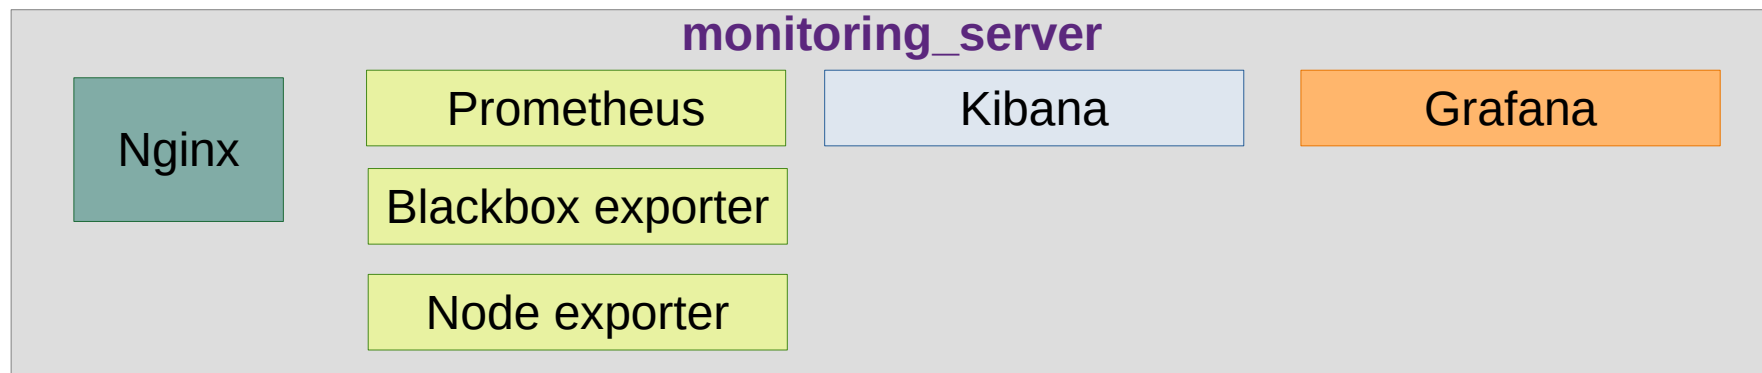 monitoring_server
Nginx
Prometheus
Blackbox exporter
Node exporter
Kibana
Grafana